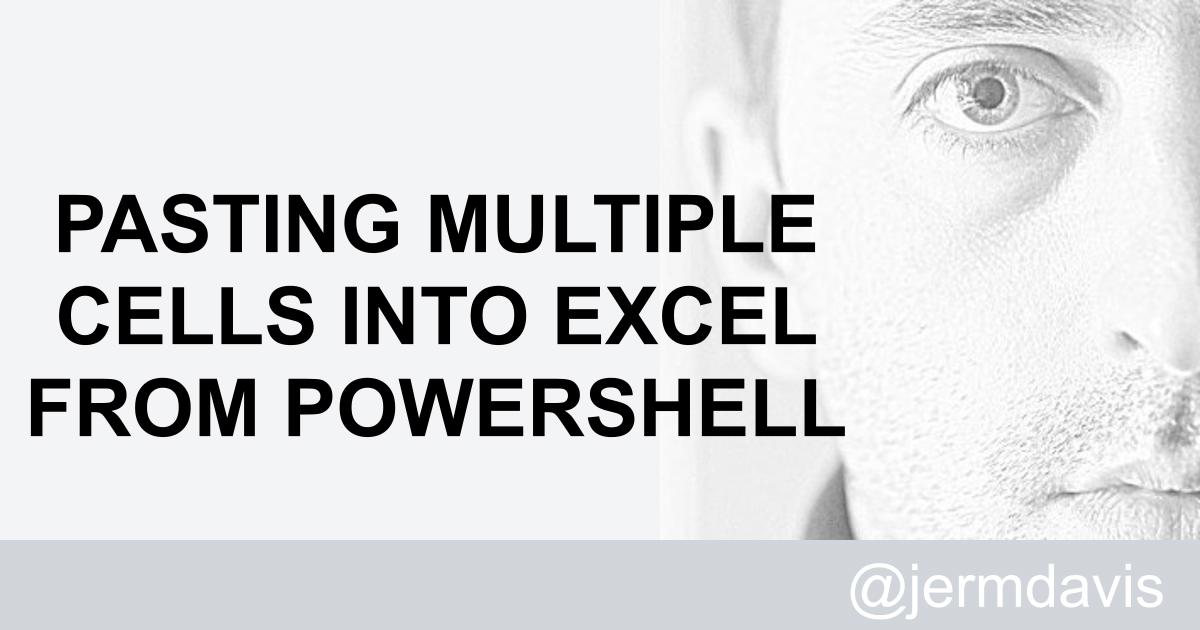 PASTING MULTIPLE
CELLS INTO EXCEL
FROM POWERSHELL
@jermdavis